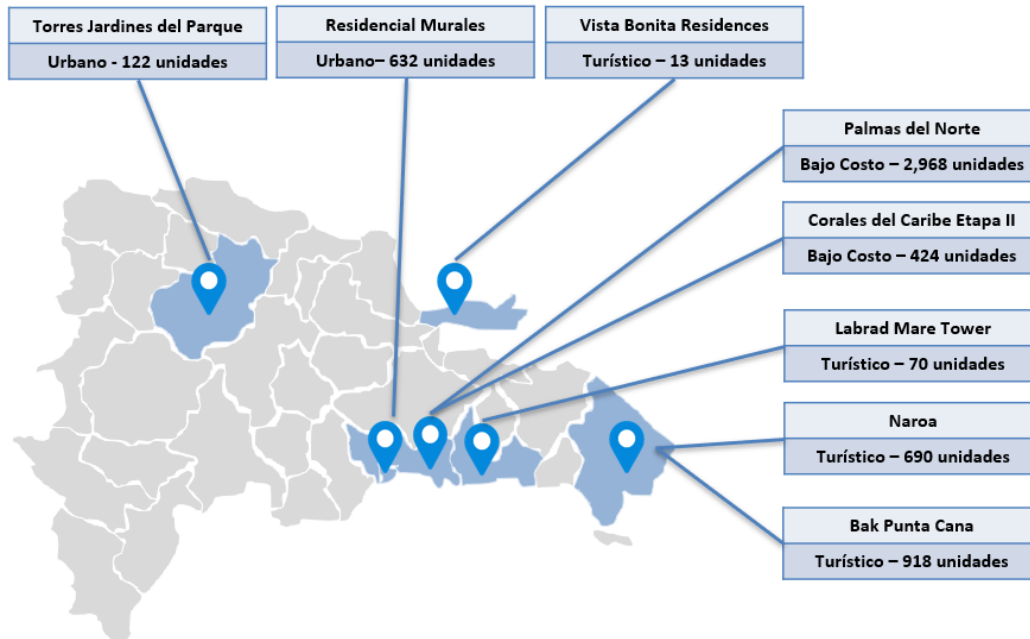 Torres Jardines del Parque
Urbano - 122 unidades
Residencial Murales
Urbano– 632 unidades
Vista Bonita Residences
Turístico – 13 unidades
Palmas del Norte
Bajo Costo – 2,968 unidades
Corales del Caribe Etapa II
Bajo Costo – 424 unidades
Labrad Mare Tower
Turístico – 70 unidades
Naroa
Turístico – 690 unidades
Bak Punta Cana
Turístico – 918 unidades